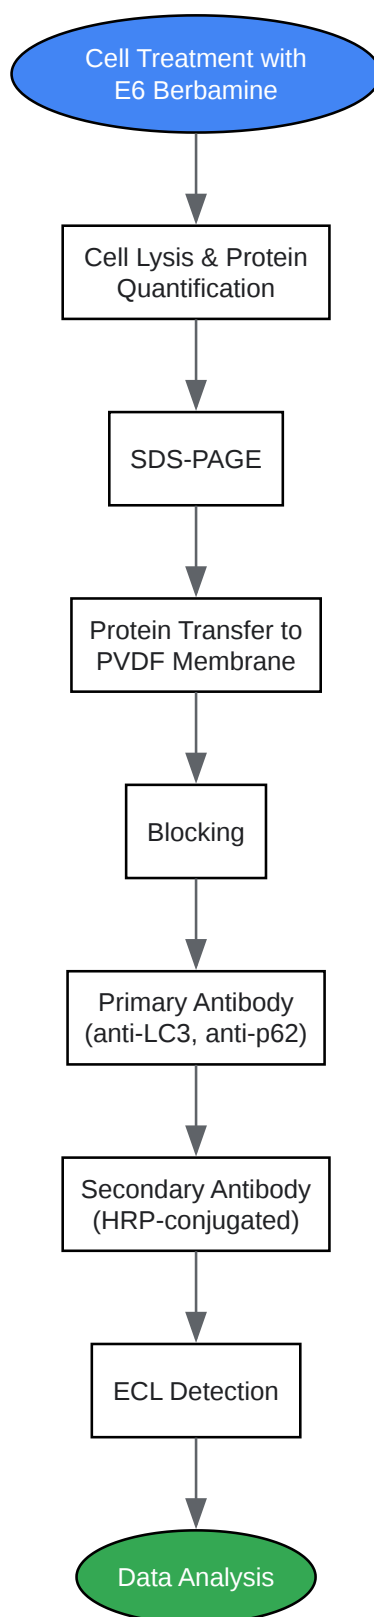 Cell Treatment with
E6 Berbamine
Cell Lysis & Protein
Quantification
SDS-PAGE
Protein Transfer to
PVDF Membrane
Blocking
Primary Antibody
(anti-LC3, anti-p62)
Secondary Antibody
(HRP-conjugated)
ECL Detection
Data Analysis